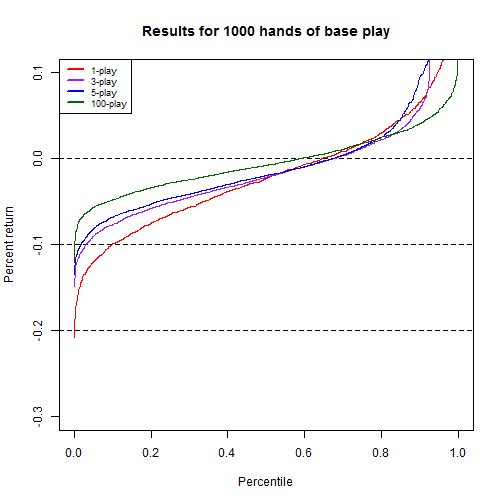 Results for 1000 hands of base play
1-play
3-play
5-play
100-play
Percent return
0.1
0.0
-0.1
-0.2
-0.3
0.0 0.2 0.4 0.6 0.8 1.0
Percentile